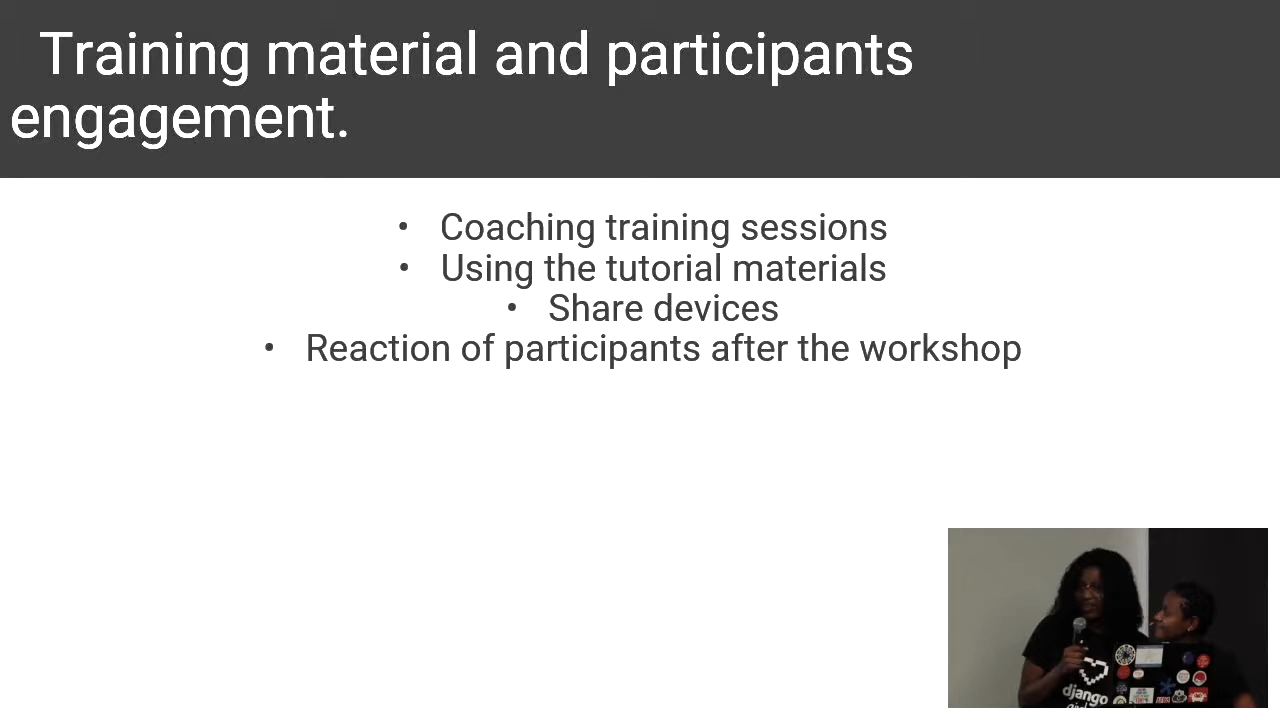 Training material and participants
engagement.
• Coaching training sessions
• Using the tutorial materials
• Share devices
• Reaction of participants after the workshop
django